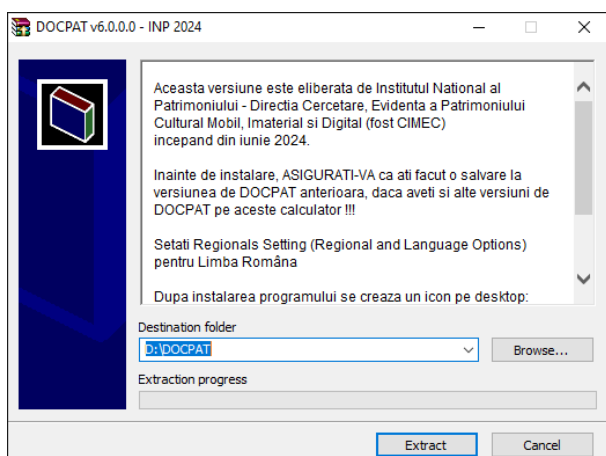 DOCPAT v6.0.0.0 - INP 2024
Aceasta versiune este eliberata de Institutul National al
Patrimoniului - Directia Cercetare, Evidenta a Patrimoniului
Cultural Mobil, Imaterial si Digital (fost CIMEC)
incepand din iunie 2024.
Inainte de instalare, ASIGURATI-VA ca ati facut o salvare la
versiunea de DOCPAT anterioara, daca aveti si alte versiuni de
DOCPAT pe aceste calculator !!!
Setati Regionals Setting (Regional and Language Options)
pentru Limba Româna
Dupa instalarea programului se creaza un icon pe desktop:
Destination folder
D:\DOCPAT
Browse...
Extraction progress
Extract
Cancel